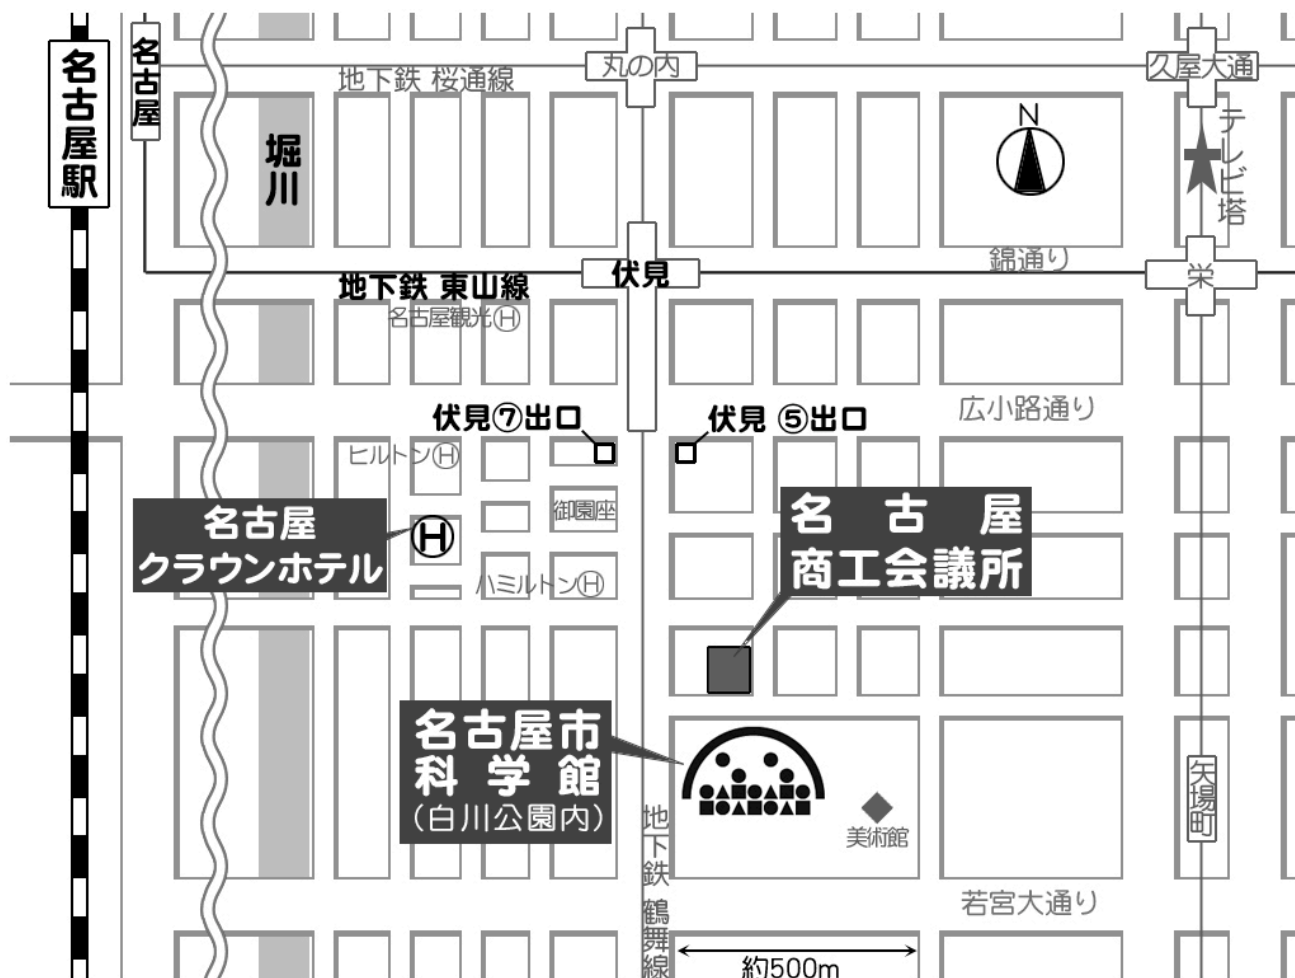 名古屋駅
名古屋
地下鉄 桜通線
丸の内
久屋大通
堀川
N
テレビ塔
錦通り
地下鉄 東山線
伏見
栄
名古屋観光Ⓗ
広小路通り
伏見⑦出口
伏見 ⑤出口
ヒルトンⒽ
名古屋
クラウンホテル
Ⓗ
御園座
名古屋
商工会議所
ハミルトンⒽ
名古屋市
科学館
(白川公園内)
美術館
矢場町
地下鉄 鶴舞線
若宮大通り
約500m